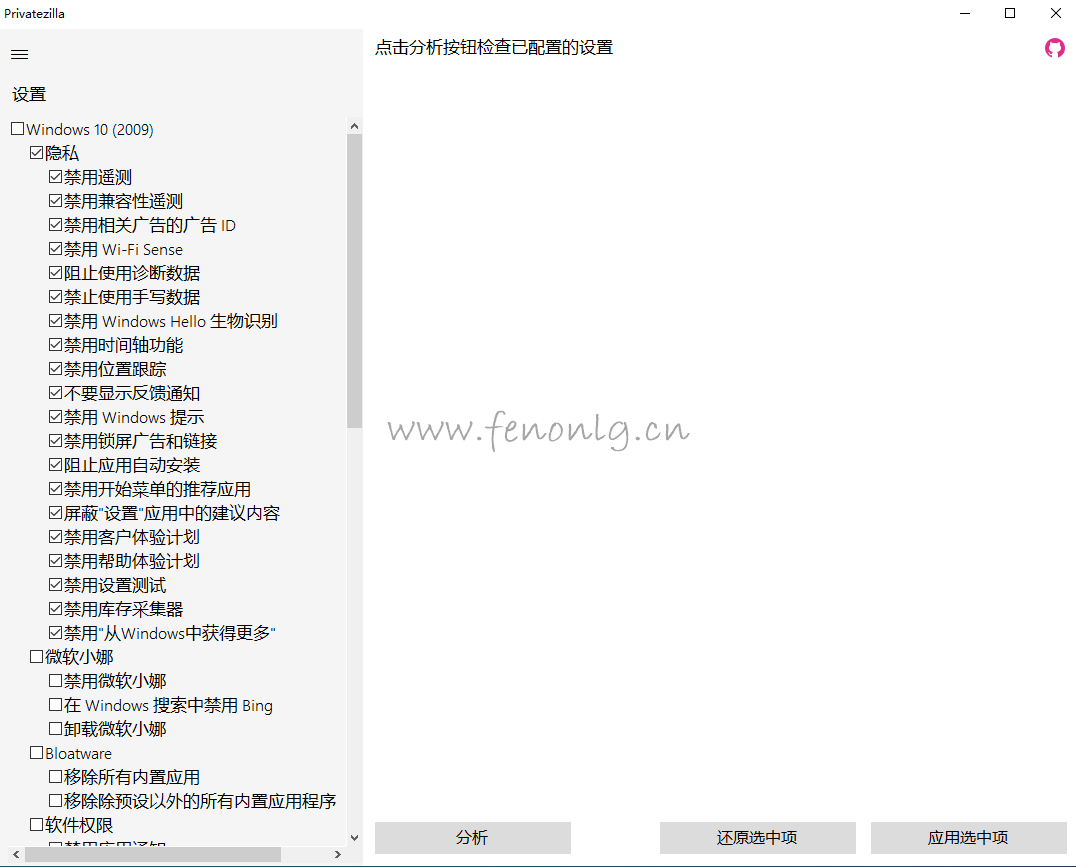 Privatezilla
点击分析按钮检查已配置的设置
设置
Windows 10 (2009)
隐私
禁用遥测
禁用兼容性遥测
禁用相关广告的广告 ID
禁用 Wi-Fi Sense
阻止使用诊断数据
禁止使用手写数据
禁用 Windows Hello 生物识别
禁用时间轴功能
禁用位置跟踪
不要显示反馈通知
禁用 Windows 提示
禁用锁屏广告和链接
阻止应用自动安装
禁用开始菜单的推荐应用
屏蔽"设置"应用中的建议内容
禁用客户体验计划
禁用帮助体验计划
禁用设置测试
禁用库存采集器
禁用"从Windows中获得更多"
微软小娜
禁用微软小娜
在 Windows 搜索中禁用 Bing
卸载微软小娜
Bloatware
移除所有内置应用
移除除预设以外的所有内置应用程序
软件权限
禁用应用通知
www.fenonlg.cn
分析
还原选中项
应用选中项